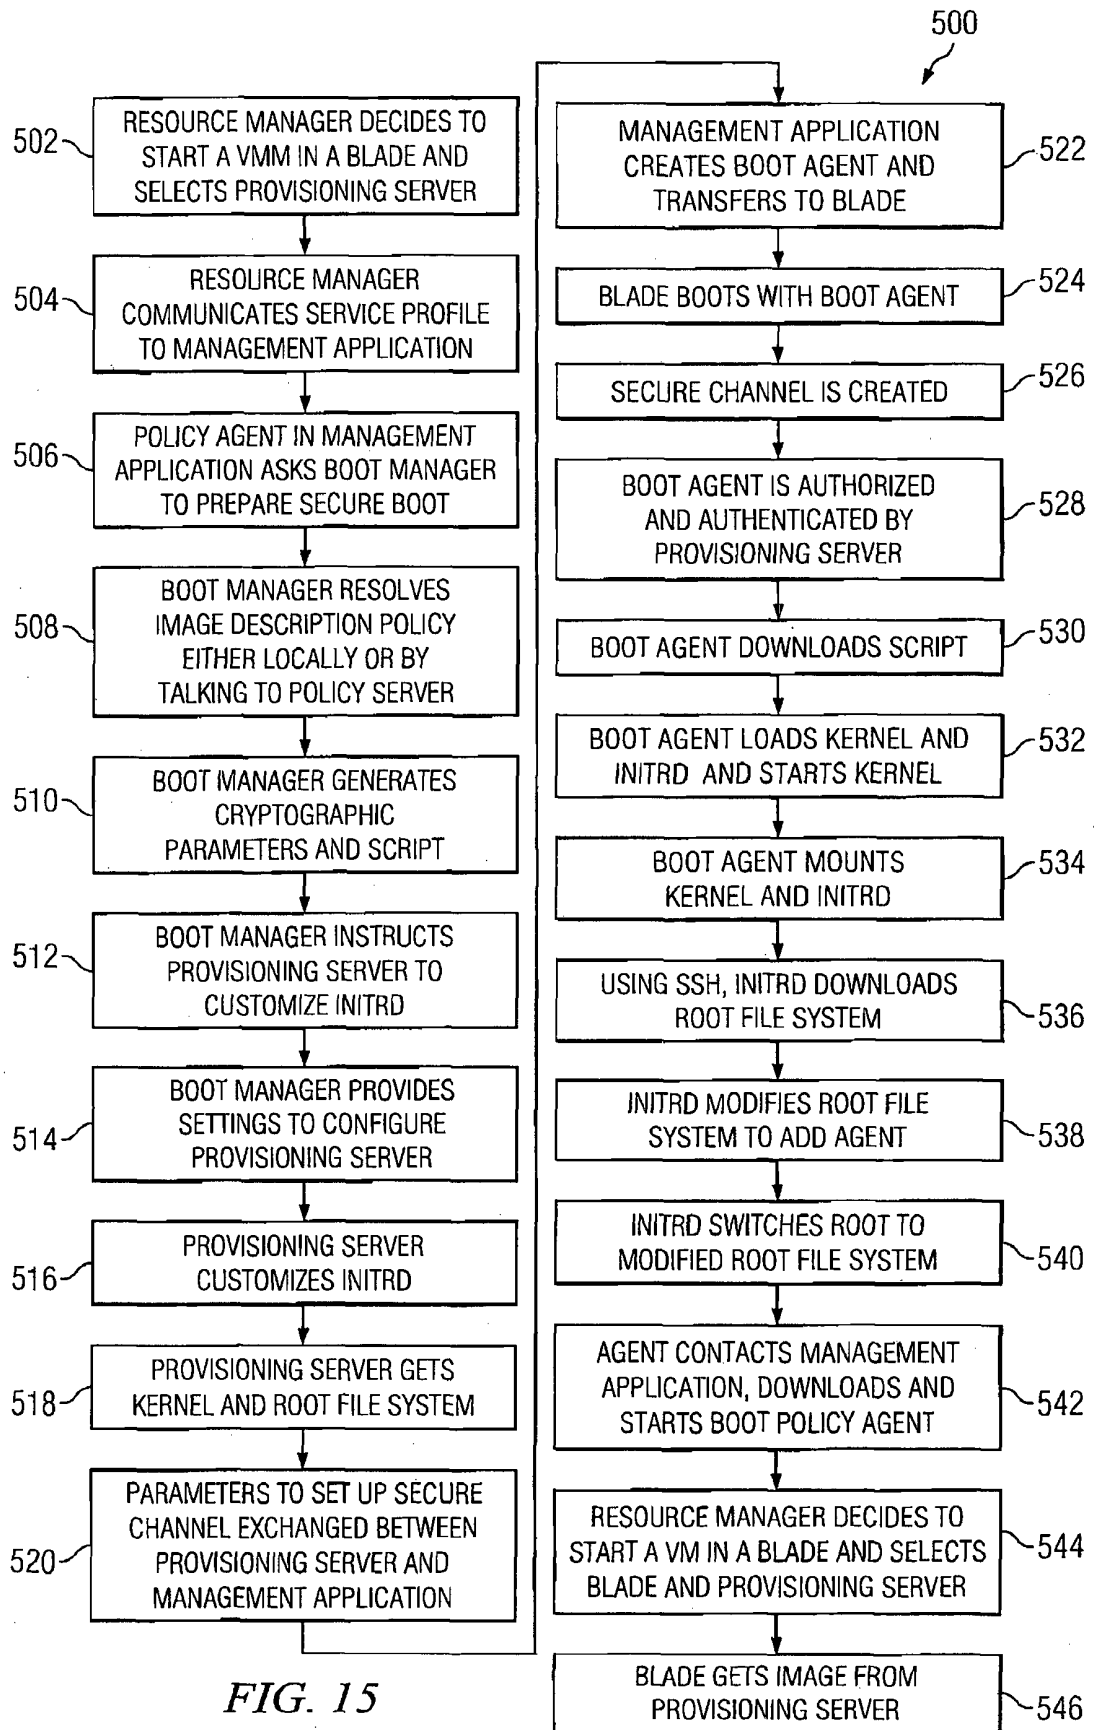 500
502
RESOURCE MANAGER DECIDES TO
START A VMM IN A BLADE AND
SELECTS PROVISIONING SERVER
504
RESOURCE MANAGER
COMMUNICATES SERVICE PROFILE
TO MANAGEMENT APPLICATION
506
POLICY AGENT IN MANAGEMENT
APPLICATION ASKS BOOT MANAGER
TO PREPARE SECURE BOOT
508
BOOT MANAGER RESOLVES
IMAGE DESCRIPTION POLICY
EITHER LOCALLY OR BY
TALKING TO POLICY SERVER
510
BOOT MANAGER GENERATES
CRYPTOGRAPHIC
PARAMETERS AND SCRIPT
512
BOOT MANAGER INSTRUCTS
PROVISIONING SERVER TO
CUSTOMIZE INITRD
514
BOOT MANAGER PROVIDES
SETTINGS TO CONFIGURE
PROVISIONING SERVER
516
PROVISIONING SERVER
CUSTOMIZES INITRD
518
PROVISIONING SERVER GETS
KERNEL AND ROOT FILE SYSTEM
520
PARAMETERS TO SET UP SECURE
CHANNEL EXCHANGED BETWEEN
PROVISIONING SERVER AND
MANAGEMENT APPLICATION
MANAGEMENT APPLICATION
CREATES BOOT AGENT AND
TRANSFERS TO BLADE
522
BLADE BOOTS WITH BOOT AGENT
524
SECURE CHANNEL IS CREATED
526
BOOT AGENT IS AUTHORIZED
AND AUTHENTICATED BY
PROVISIONING SERVER
528
BOOT AGENT DOWNLOADS SCRIPT
530
BOOT AGENT LOADS KERNEL AND
INITRD AND STARTS KERNEL
532
BOOT AGENT MOUNTS
KERNEL AND INITRD
534
USING SSH, INITRD DOWNLOADS
ROOT FILE SYSTEM
536
INITRD MODIFIES ROOT FILE
SYSTEM TO ADD AGENT
538
INITRD SWITCHES ROOT TO
MODIFIED ROOT FILE SYSTEM
540
AGENT CONTACTS MANAGEMENT
APPLICATION, DOWNLOADS AND
STARTS BOOT POLICY AGENT
542
RESOURCE MANAGER DECIDES TO
START A VM IN A BLADE AND SELECTS
BLADE AND PROVISIONING SERVER
544
BLADE GETS IMAGE FROM
PROVISIONING SERVER
546
FIG. 15